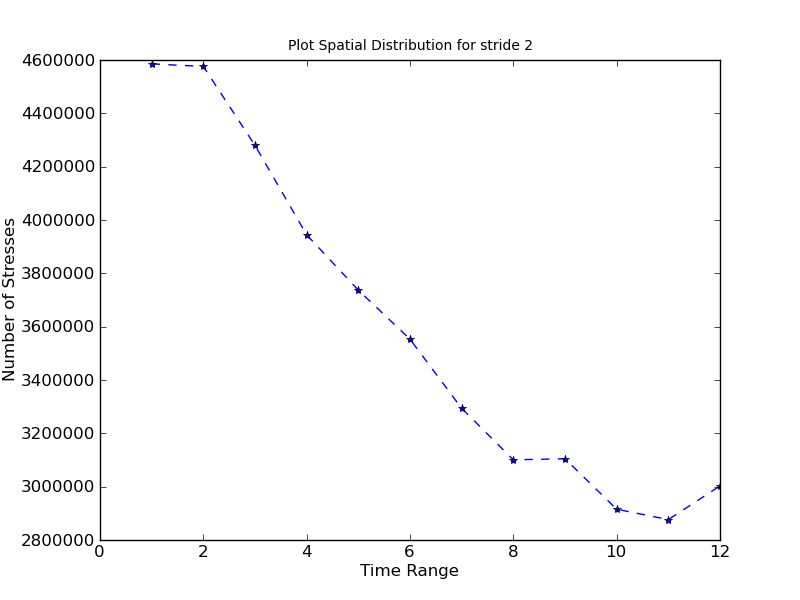 Plot Spatial Distribution for stride 2
4600000
4400000
4200000
4000000
3800000
3600000
3400000
3200000
3000000
2800000
Number of Stresses
0 2 4 6 8 10 12
Time Range